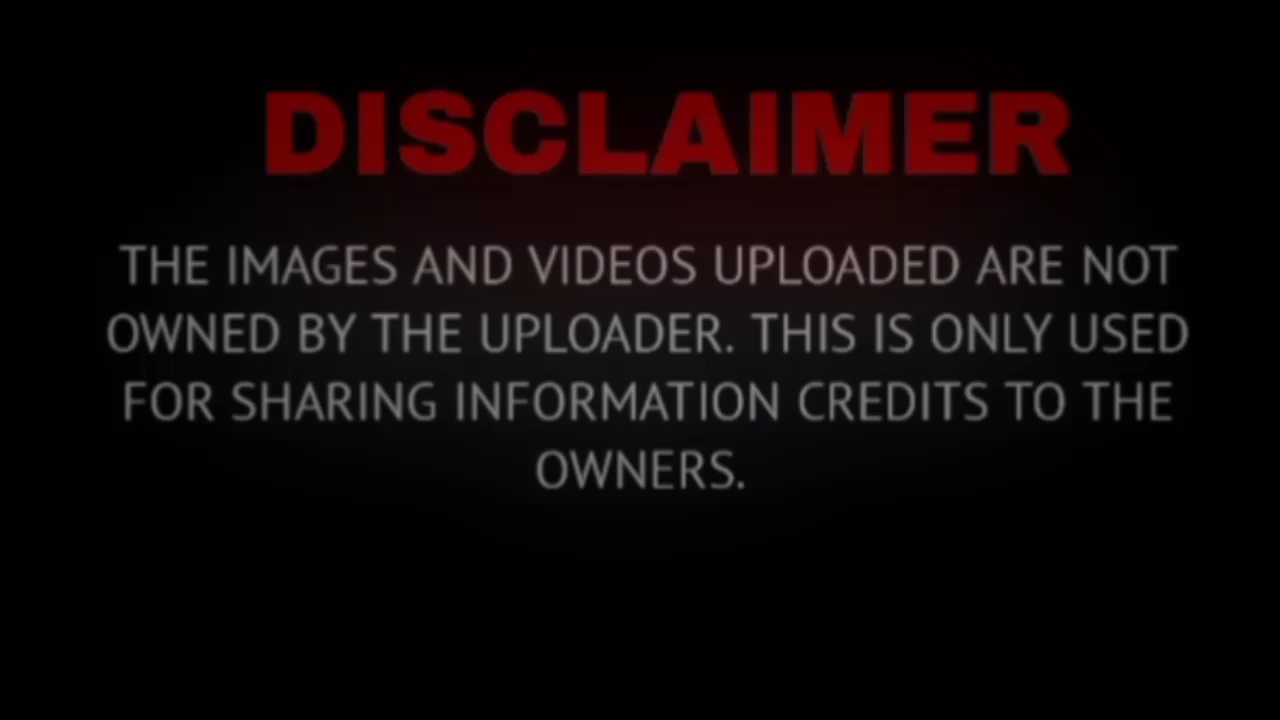 DISCLAIMER
THE IMAGES AND VIDEOS UPLOADED ARE NOT
OWNED BY THE UPLOADER. THIS IS ONLY USED
FOR SHARING INFORMATION CREDITS TO THE
OWNERS.